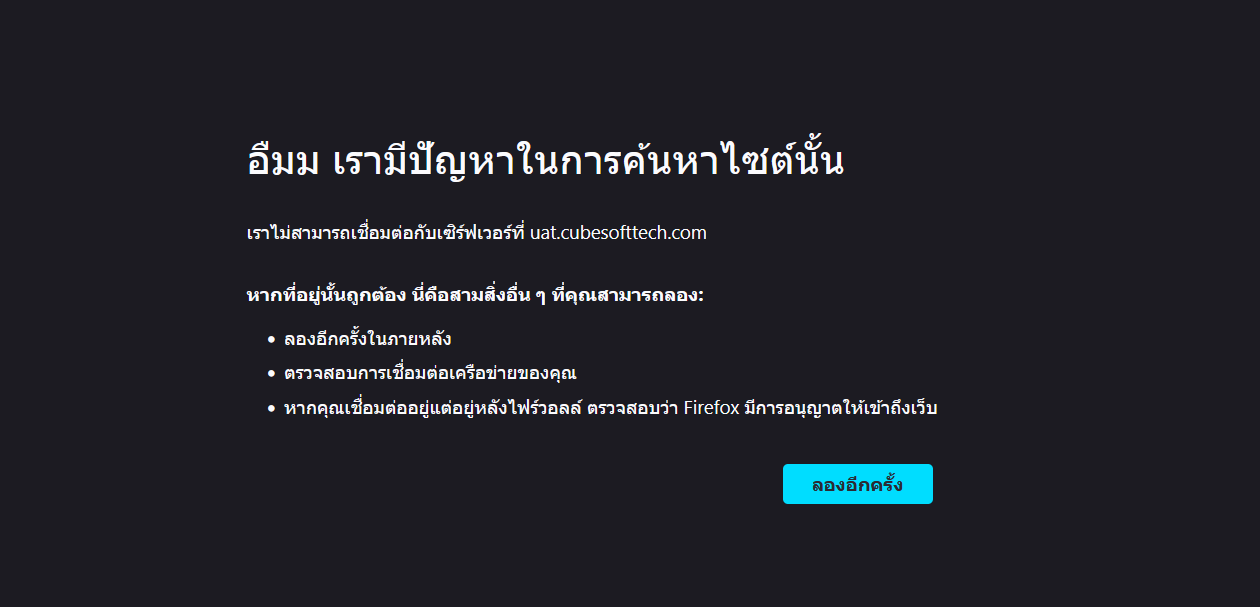 อืมม เรามีปัญหาในการค้นหาไซต์นั้น
เราไม่สามารถเชื่อมต่อกับเซิร์ฟเวอร์ที่ uat.cubesofttech.com
หากที่อยู่นั้นถูกต้อง นี่คือสามสิ่งอื่น ๆ ที่คุณสามารถลอง:
• ลองอีกครั้งในภายหลัง
• ตรวจสอบการเชื่อมต่อเครือข่ายของคุณ
• หากคุณเชื่อมต่ออยู่แต่อยู่หลังไฟร์วอลล์ ตรวจสอบว่า Firefox มีการอนุญาตให้เข้าถึงเว็บ
ลองอีกครั้ง